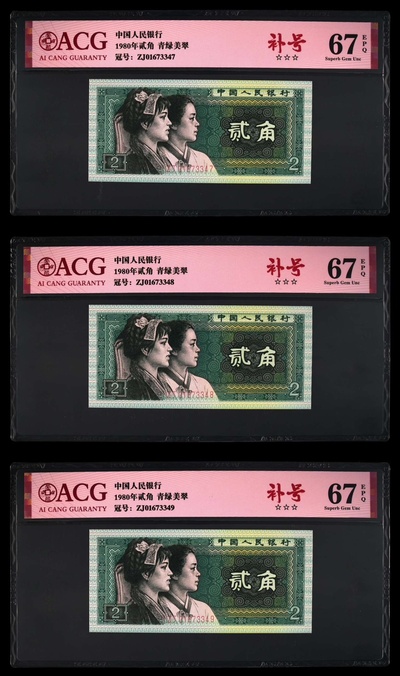 ACG
AI CANG GUARANTY
中国人民银行
1980年贰角 青绿美翠
冠号: ZJ01673347
补号
☆☆☆
67 EPQ
Superb Gem Unc
中国人民银行
贰角
2
2
ACG
AI CANG GUARANTY
中国人民银行
1980年贰角 青绿美翠
冠号: ZJ01673348
补号
☆☆☆
67 EPQ
Superb Gem Unc
中国人民银行
贰角
2
2
ACG
AI CANG GUARANTY
中国人民银行
1980年贰角 青绿美翠
冠号: ZJ01673349
补号
☆☆☆
67 EPQ
Superb Gem Unc
中国人民银行
贰角
2
2